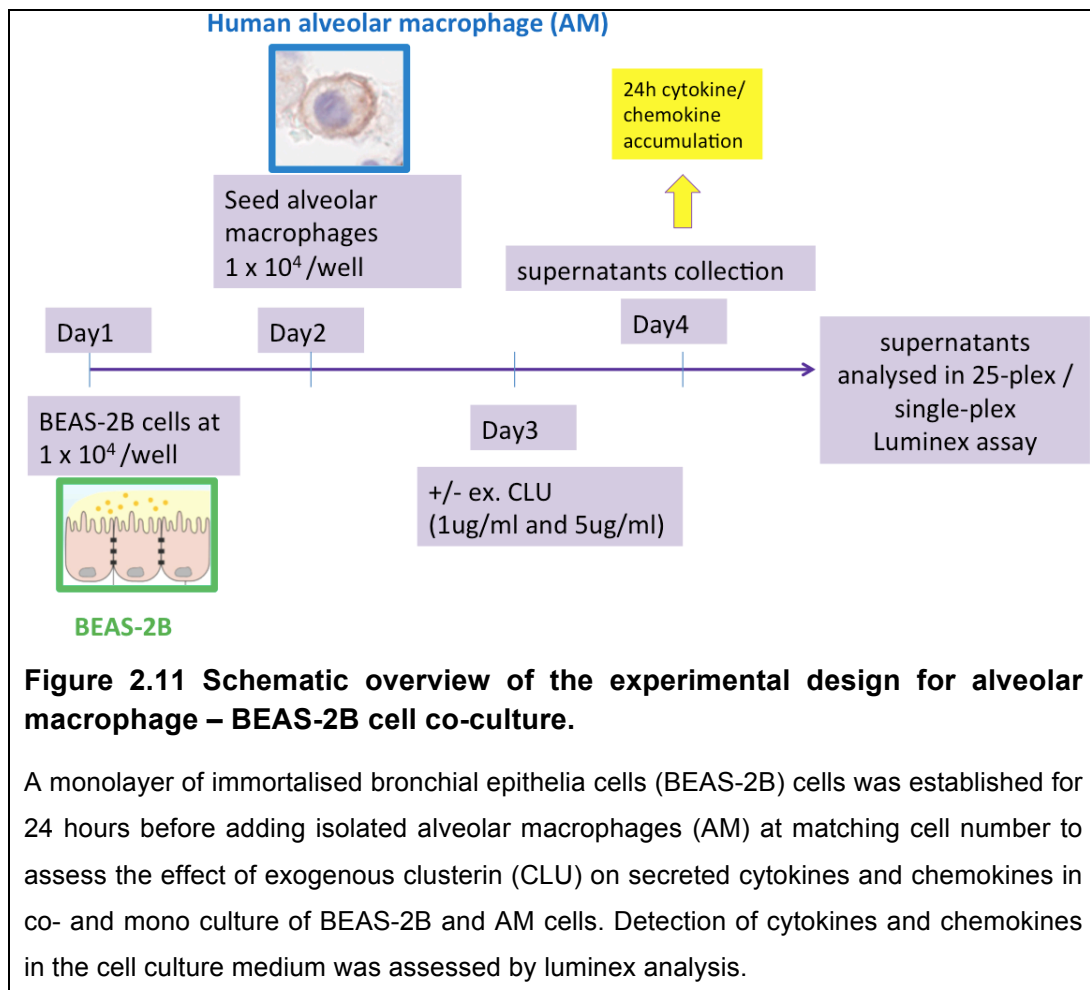 Human alveolar macrophage (AM)
24h cytokine/
chemokine
accumulation
Seed alveolar
macrophages
1 x 10⁴ /well
supernatants collection
Day1
Day2
Day4
supernatants
analysed in 25-plex /
single-plex
Luminex assay
BEAS-2B cells at
1 x 10⁴ /well
Day3
+/- ex. CLU
(1ug/ml and 5ug/ml)
BEAS-2B
Figure 2.11 Schematic overview of the experimental design for alveolar
macrophage – BEAS-2B cell co-culture.
A monolayer of immortalised bronchial epithelia cells (BEAS-2B) cells was established for
24 hours before adding isolated alveolar macrophages (AM) at matching cell number to
assess the effect of exogenous clusterin (CLU) on secreted cytokines and chemokines in
co- and mono culture of BEAS-2B and AM cells. Detection of cytokines and chemokines
in the cell culture medium was assessed by luminex analysis.